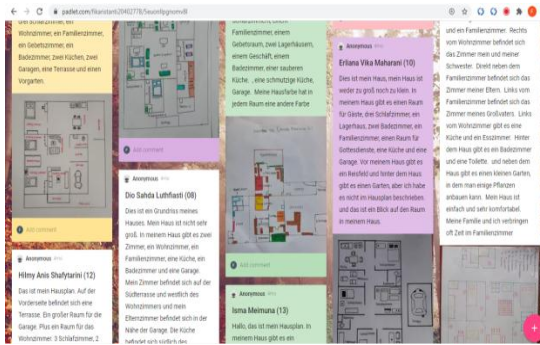 padlet.com/fikaristanti20402778/5euon8pgnomv8l
drei Schlafzimmer, ein
Wohnzimmer, ein Familienzimmer,
ein Gebetszimmer, ein
Badezimmer, zwei Küchen, zwei
Garagen, eine Terrasse und einen
Vorgarten.
Add comment
Anonymous
Hilmy Anis Shafytarini (12)
Das ist mein Hausplan. Auf der
Vorderseite befindet sich eine
Terrasse. Ein großer Raum für die
Garage. Plus ein Raum für das
Wohnzimmer. 3 Schlafzimmer, 2
Add comment
Anonymous
Dio Sahda Luthfiasti (08)
Dies ist ein Grundriss meines
Hauses. Mein Haus ist nicht sehr
groß. In meinem Haus gibt es zwei
Zimmer, ein Wohnzimmer, ein
Familienzimmer, eine Küche, ein
Badezimmer und eine Garage.
Mein Zimmer befindet sich auf der
Südterrasse und westlich des
Wohnzimmers und mein
Elternzimmer befindet sich in der
Nähe der Garage. Die Küche
befindet sich südlich des
Familienzimmer, einem
Gebetsraum, zwei Lagerhäusern,
einem Geschäft, einem
Badezimmer, einer sauberen
Küche, , eine schmutzige Küche,
Garage. Meine Hausfarbe hat in
jedem Raum eine andere Farbe
Add comment
Anonymous
Isma Meimuna (13)
Hallo, das ist mein Hausplan. In
meinem Haus gibt es ein
Anonymous
Erliana Vika Maharani (10)
Dies ist mein Haus, mein Haus ist
weder zu groß noch zu klein. In
meinem Haus gibt es einen Raum
für Gäste, drei Schlafzimmer, ein
Lagerhaus, zwei Badezimmer, ein
Familienzimmer, einen Raum für
Gottesdienste, eine Küche und eine
Garage. Vor meinem Haus gibt es
ein Reisfeld und hinter dem Haus
gibt es einen Garten, aber ich habe
es nicht im Hausplan beschrieben.
und das ist ein Blick auf den Raum
in meinem Haus.
und ein Familienzimmer. Rechts
vom Wohnzimmer befindet sich
das Zimmer mein und meiner
Schwester. Direkt neben dem
Familienzimmer befindet sich das
Zimmer meiner Eltern. Links vom
Familienzimmer befindet sich das
Zimmer meines Großvaters. Links
vom Wohnzimmer gibt es eine
Küche und ein Esszimmer. Hinter
dem Haus gibt es ein Badezimmer
und eine Toilette. und neben dem
Haus gibt es einen kleinen Garten,
in dem man einige Pflanzen
anbauen kann. Mein Haus ist
einfach und sehr komfortabel.
Meine Familie und ich verbringen
oft Zeit im Familienzimmer